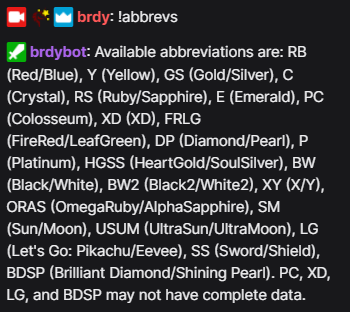 brdy: !abbrevs
brdybot: Available abbreviations are: RB
(Red/Blue), Y (Yellow), GS (Gold/Silver), C
(Crystal), RS (Ruby/Sapphire), E (Emerald), PC
(Colosseum), XD (XD), FRLG
(FireRed/LeafGreen), DP (Diamond/Pearl), P
(Platinum), HGSS (HeartGold/SoulSilver), BW
(Black/White), BW2 (Black2/White2), XY (X/Y),
ORAS (OmegaRuby/AlphaSapphire), SM
(Sun/Moon), USUM (UltraSun/UltraMoon), LG
(Let's Go: Pikachu/Eevee), SS (Sword/Shield),
BDSP (Brilliant Diamond/Shining Pearl). PC, XD,
LG, and BDSP may not have complete data.